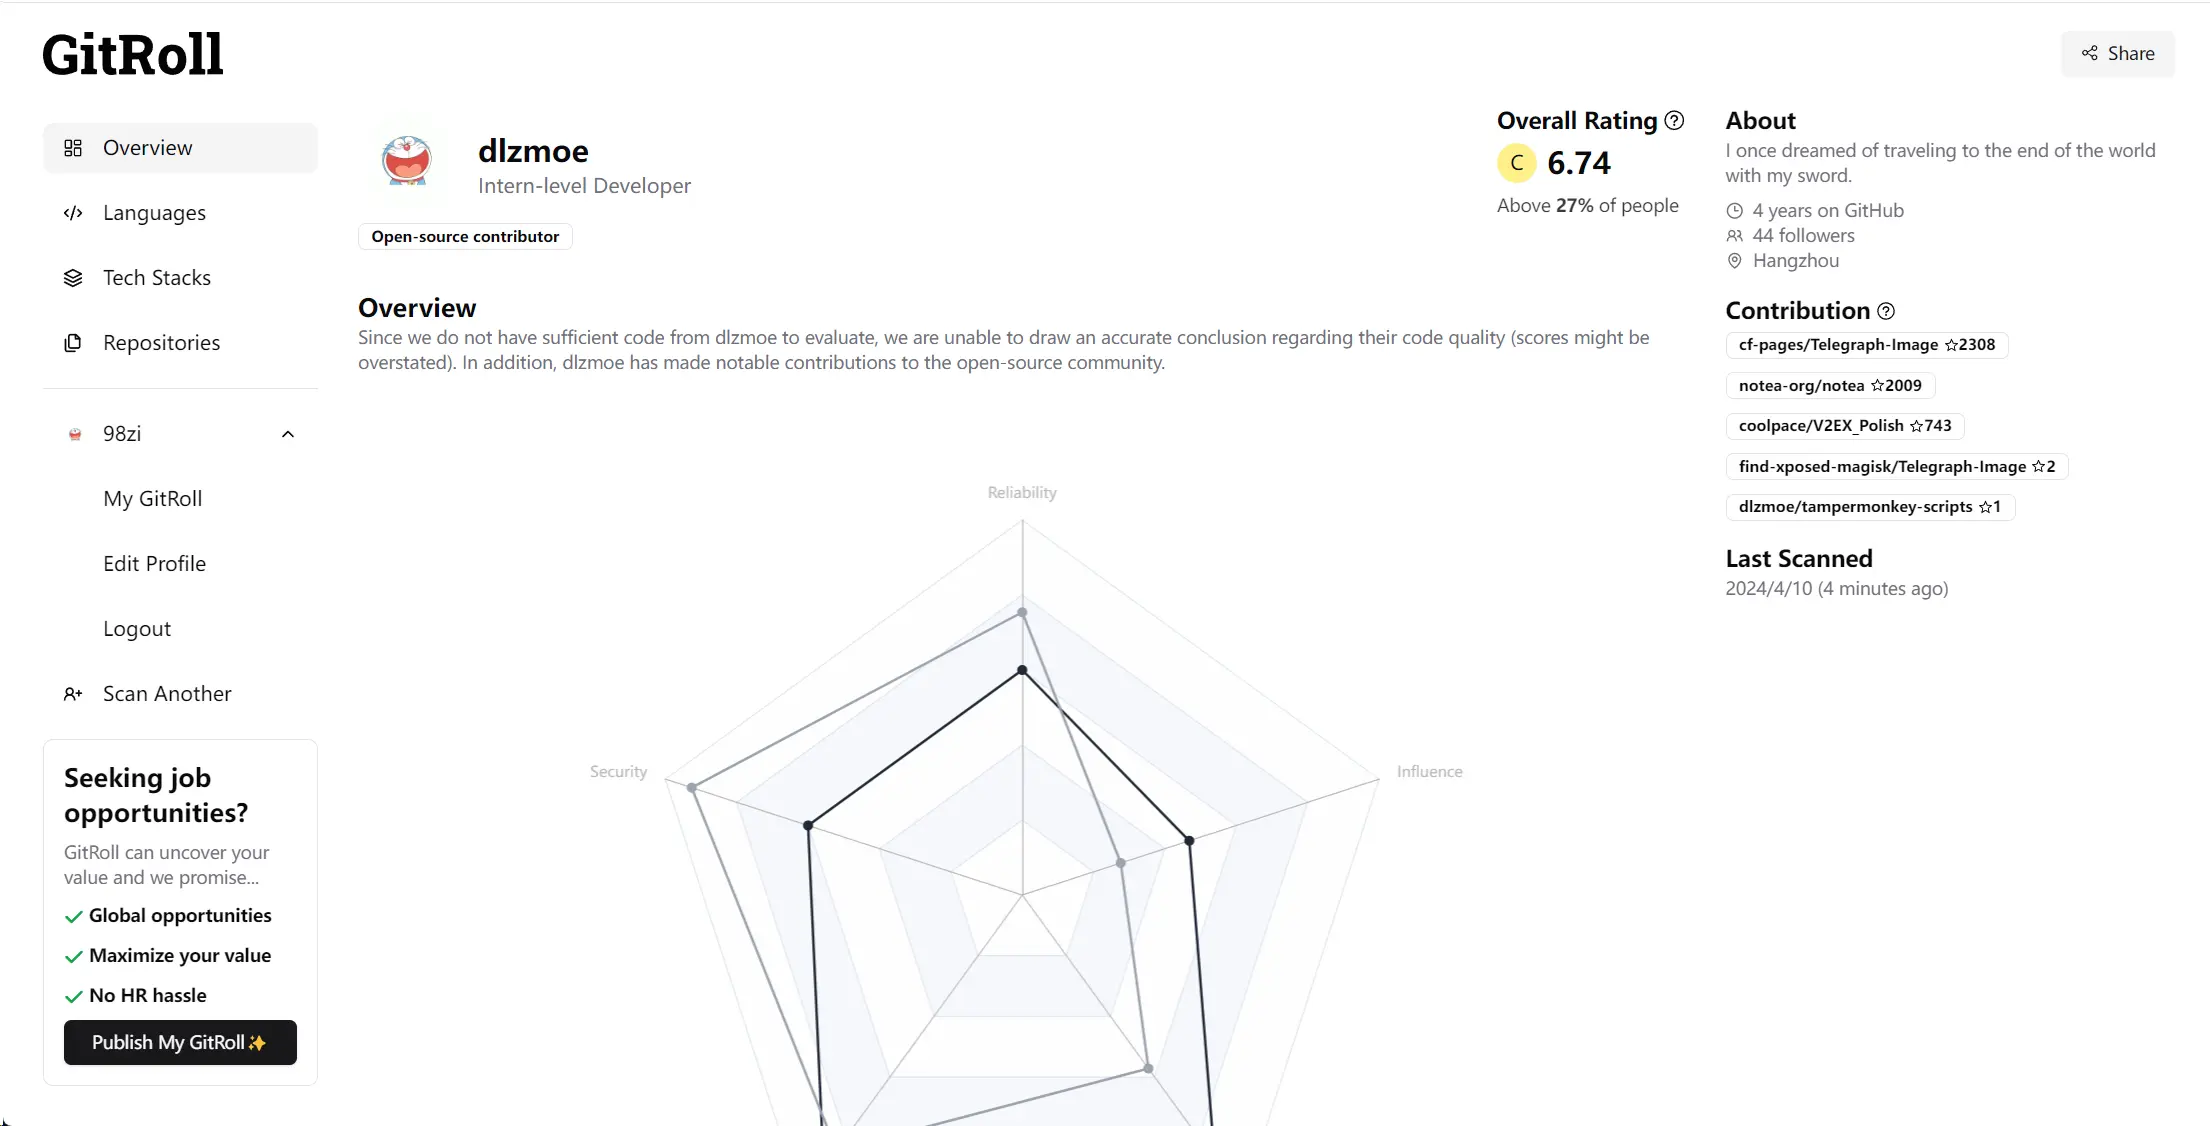 GitRoll
Share
Overview
Languages
Tech Stacks
Repositories
98zi
My GitRoll
Edit Profile
Logout
Scan Another
Seeking job
opportunities?
GitRoll can uncover your
value and we promise...
Global opportunities
Maximize your value
No HR hassle
Publish My GitRoll✨
dlzmoe
Intern-level Developer
Open-source contributor
Overall Rating
C 6.74
Above 27% of people
Overview
Since we do not have sufficient code from dlzmoe to evaluate, we are unable to draw an accurate conclusion regarding their code quality (scores might be
overstated). In addition, dlzmoe has made notable contributions to the open-source community.
Reliability
Security
Influence
About
I once dreamed of traveling to the end of the world
with my sword.
4 years on GitHub
44 followers
Hangzhou
Contribution
cf-pages/Telegraph-Image ☆2308
notea-org/notea ☆2009
coolpace/V2EX_Polish ☆743
find-xposed-magisk/Telegraph-Image ☆2
dlzmoe/tampermonkey-scripts ☆1
Last Scanned
2024/4/10 (4 minutes ago)